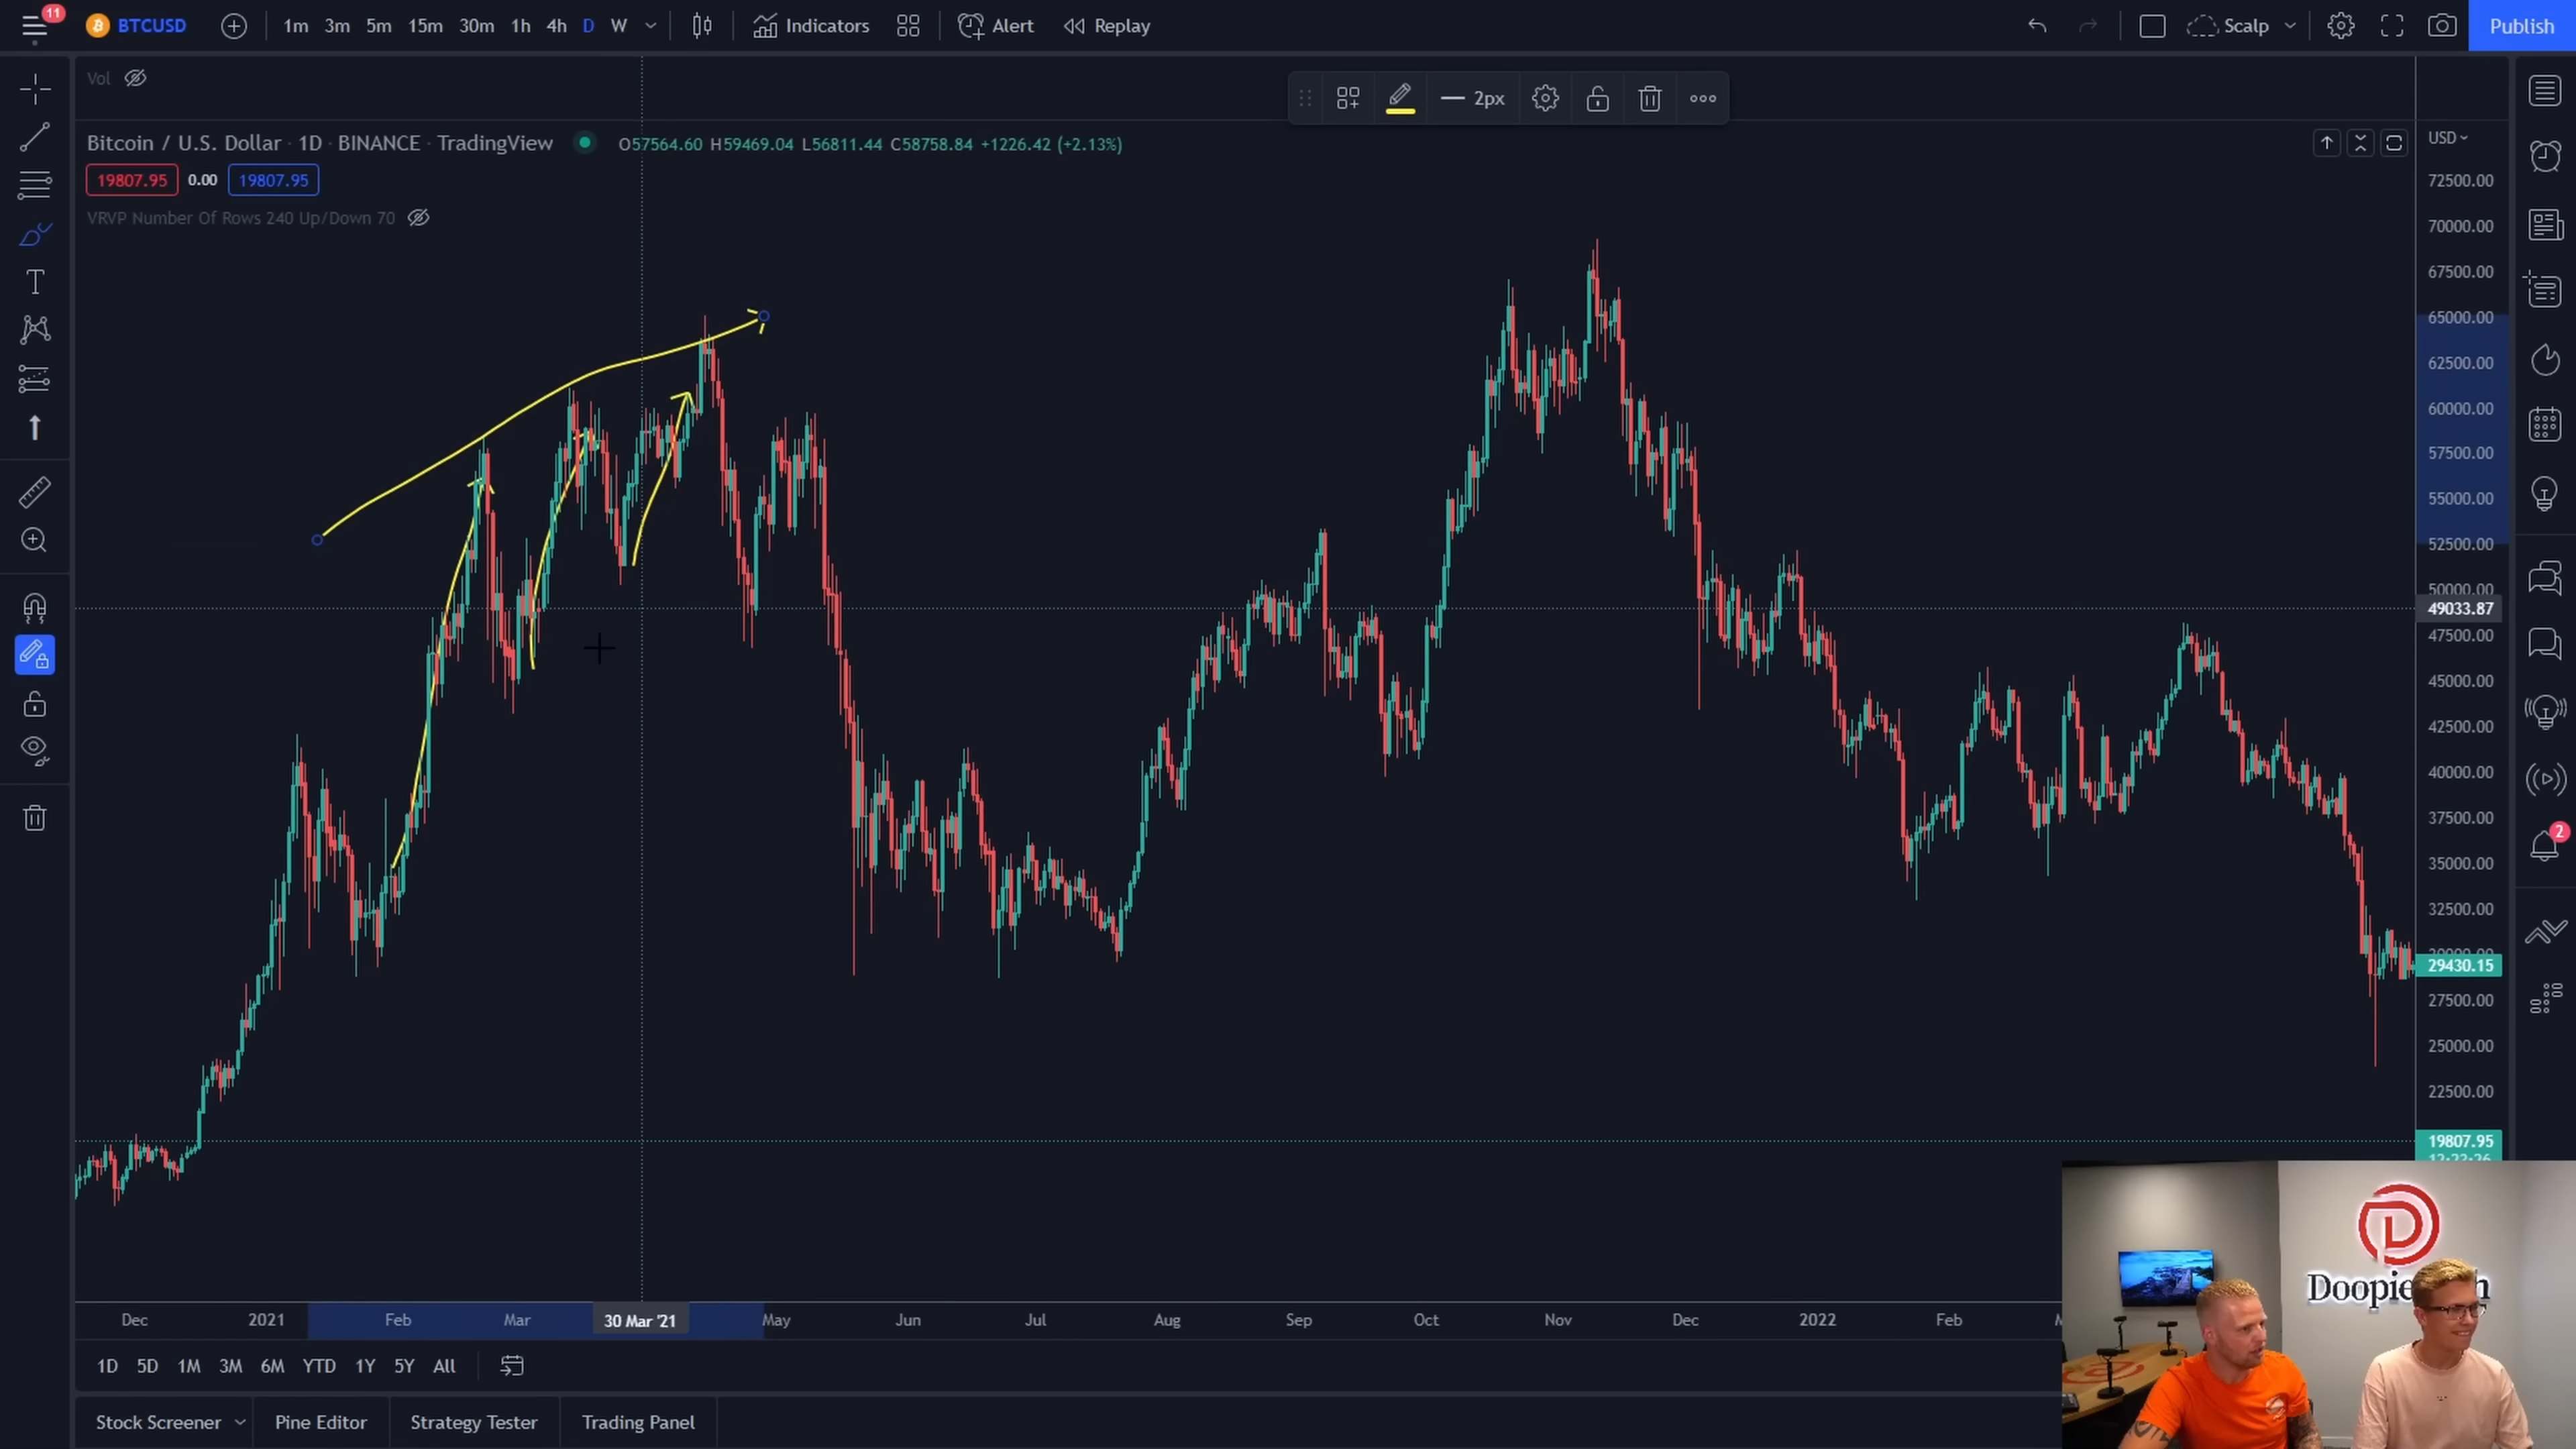 11
BTCUSD 1m 3m 5m 15m 30m 1h 4h D W Indicators Alert Replay Scalp Publish
Vol
2px
Bitcoin / U.S. Dollar · 1D · BINANCE · TradingView O57564.60 H59469.04 L56811.44 C58758.84 +1226.42 (+2.13%)
USD
19807.95 0.00 19807.95
VRVP Number Of Rows 240 Up/Down 70
72500.00
70000.00
67500.00
65000.00
62500.00
60000.00
57500.00
55000.00
52500.00
50000.00
49033.87
47500.00
45000.00
42500.00
40000.00
37500.00
2
35000.00
32500.00
29430.15
27500.00
25000.00
22500.00
19807.95
Dec 2021 Feb Mar 30 Mar '21 May Jun Jul Aug Sep Oct Nov Dec 2022 Feb
1D 5D 1M 3M 6M YTD 1Y 5Y All
Stock Screener Pine Editor Strategy Tester Trading Panel